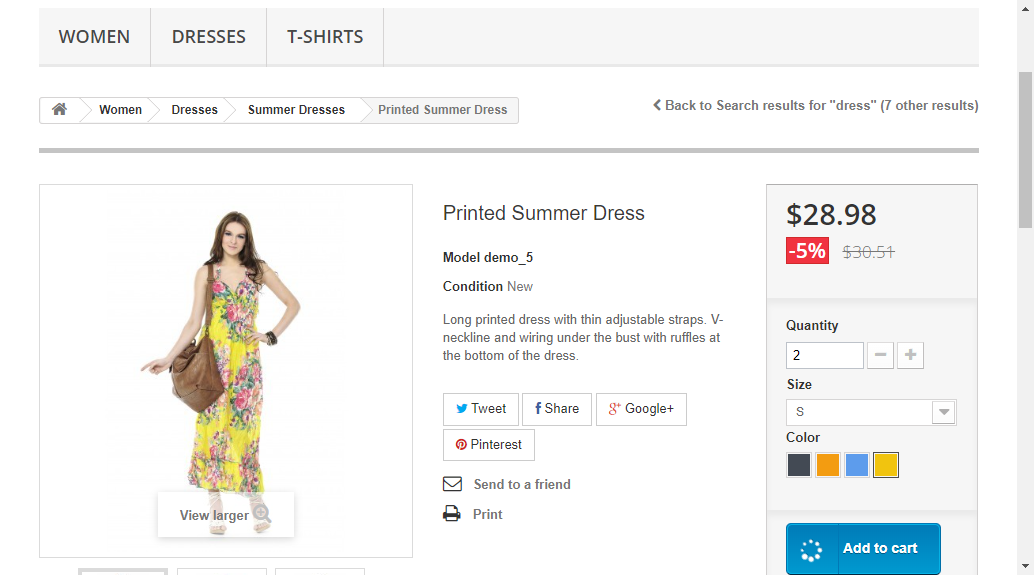 WOMEN DRESSES T-SHIRTS
Women Dresses Summer Dresses Printed Summer Dress
Back to Search results for "dress" (7 other results)
View larger
Printed Summer Dress
Model demo_5
Condition New
Long printed dress with thin adjustable straps. V-
neckline and wiring under the bust with ruffles at
the bottom of the dress.
Tweet Share Google+
Pinterest
Send to a friend
Print
$28.98
-5% $30.51
Quantity
2
Size
S
Color
Add to cart